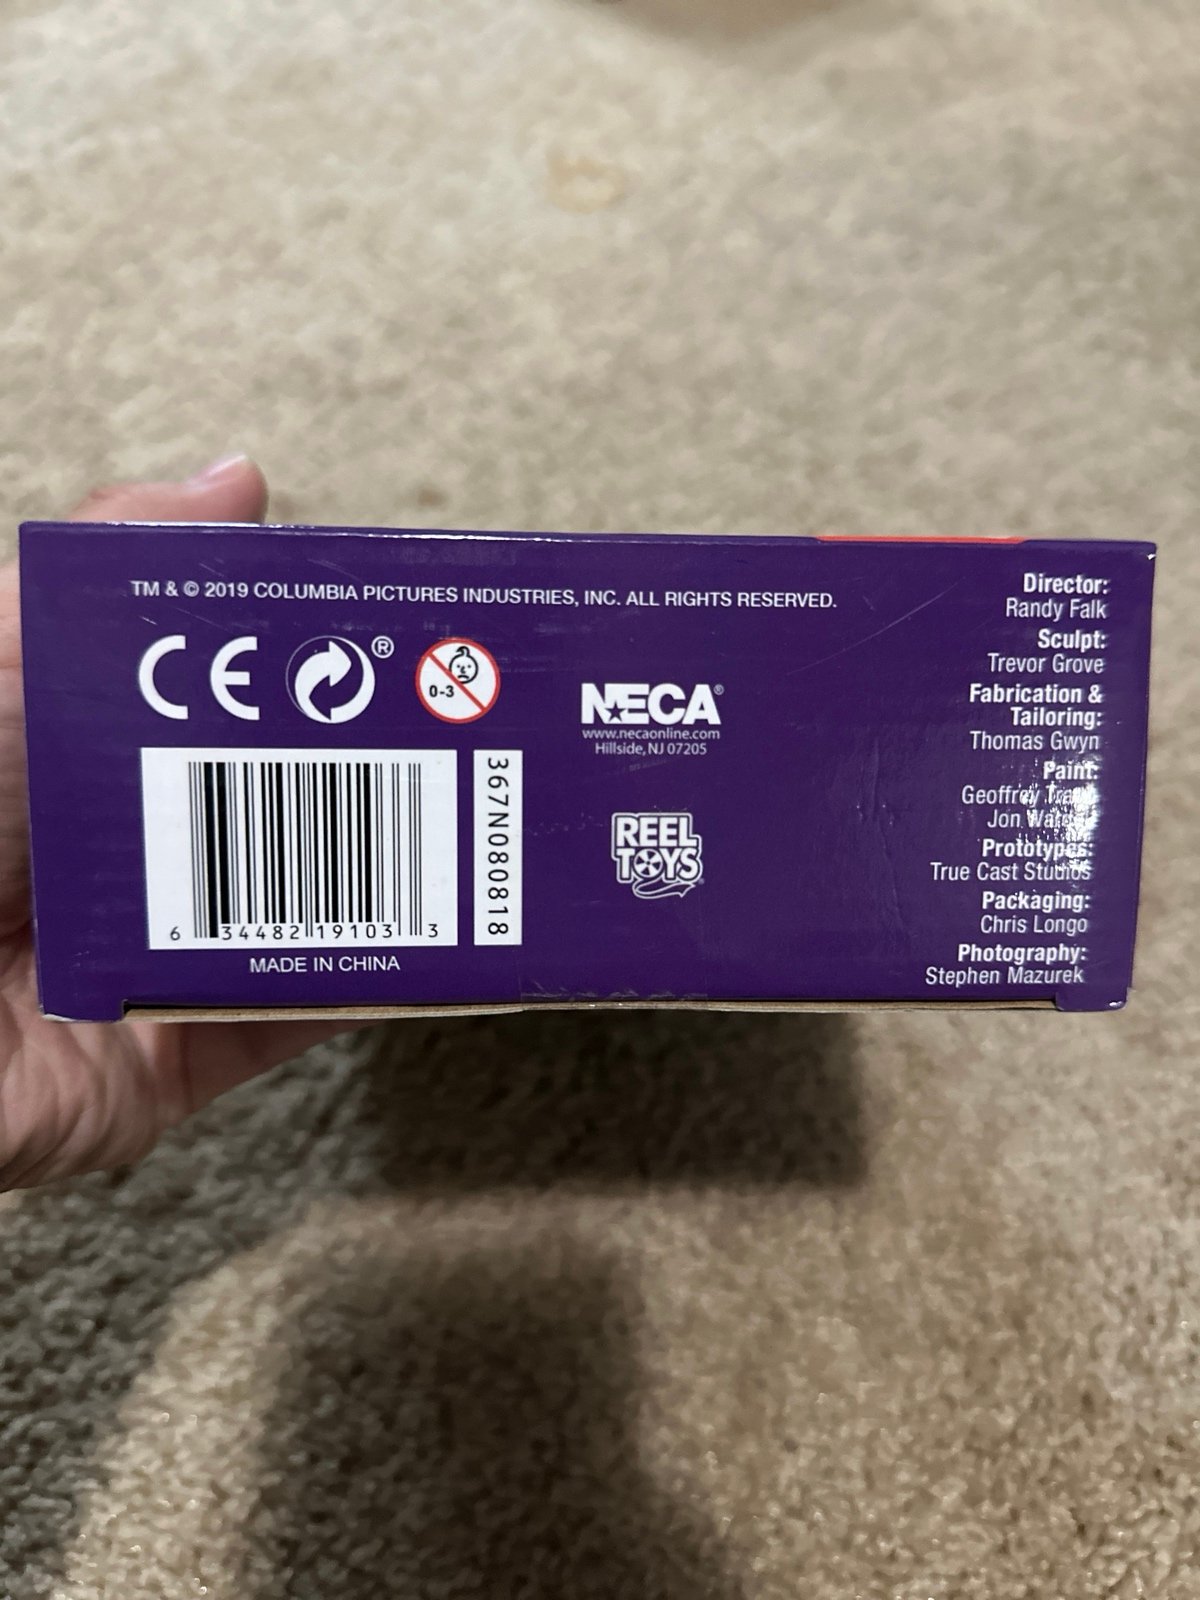 TM & © 2019 COLUMBIA PICTURES INDUSTRIES, INC. ALL RIGHTS RESERVED.
CE
®
0-3
NECA®
www.necaonline.com
Hillside, NJ 07205
REEL
TOYS
6 34482 19103 3
367N080818
MADE IN CHINA
Director:
Randy Falk
Sculpt:
Trevor Grove
Fabrication &
Tailoring:
Thomas Gwyn
Paint:
Geoffrey
Jon
Prototypes:
True Cast Studios
Packaging:
Chris Longo
Photography:
Stephen Mazurek